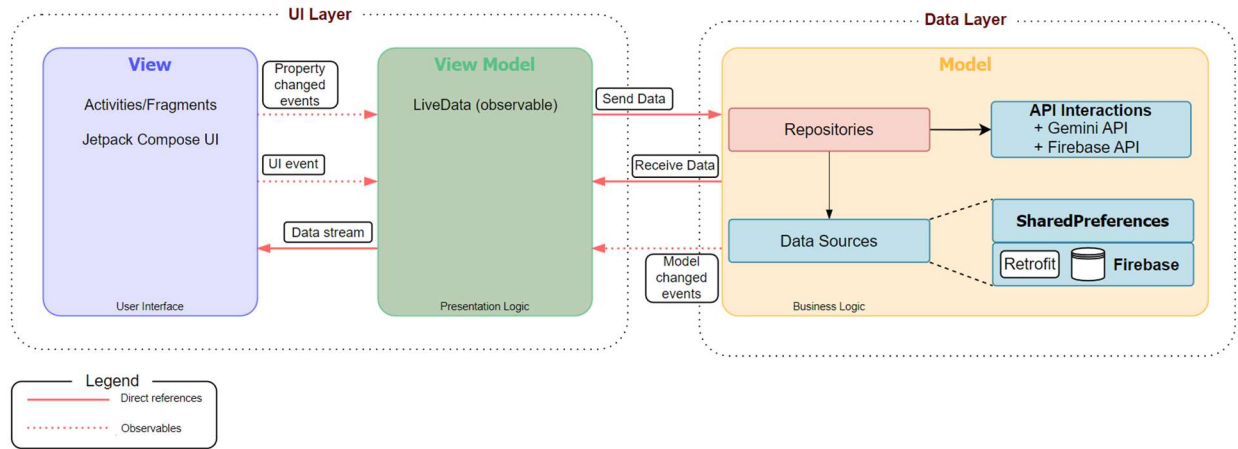 UI Layer
View
Activities/Fragments
Jetpack Compose UI
User Interface
Property
changed
events
UI event
Data stream
View Model
LiveData (observable)
Presentation Logic
Send Data
Receive Data
Model
changed
events
Data Layer
Model
Repositories
Data Sources
API Interactions
+ Gemini API
+ Firebase API
SharedPreferences
Retrofit
Firebase
Business Logic
Legend
Direct references
Observables